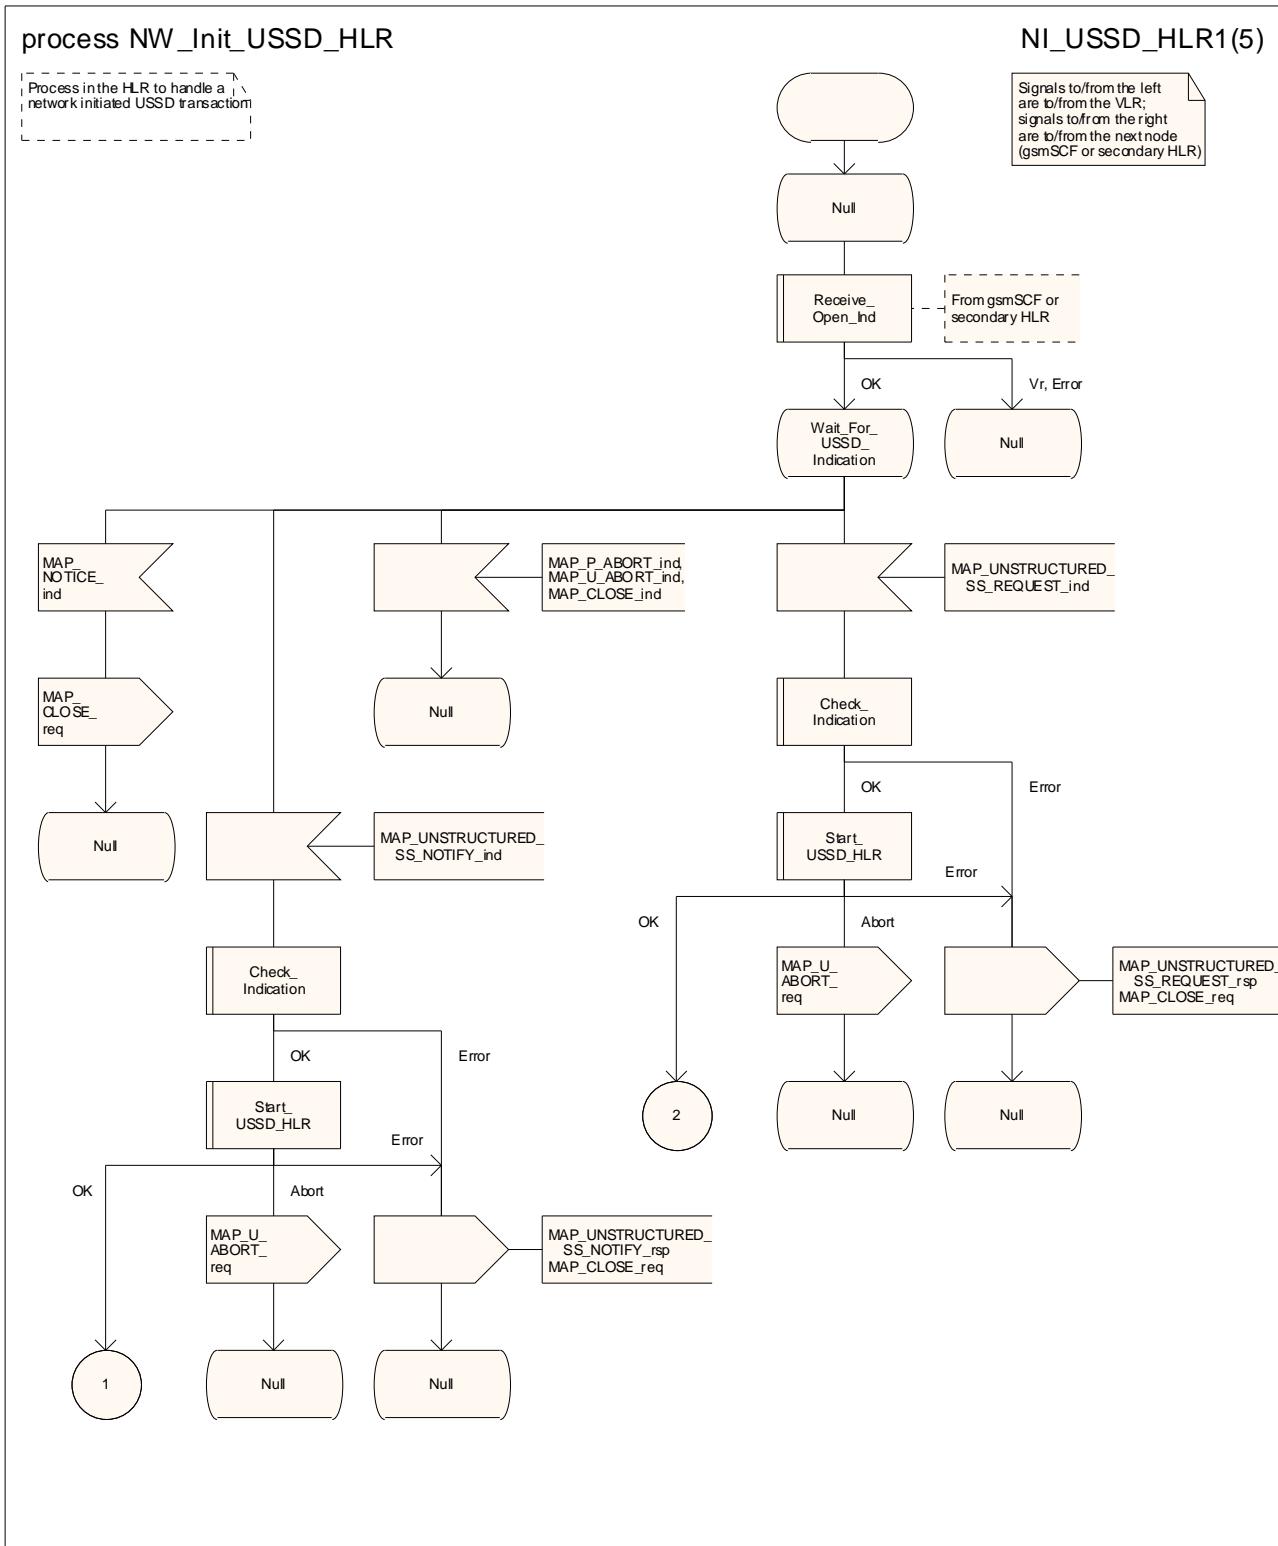 process NW_Init_USSD_HLR
NI_USSD_HLR1(5)
Process in the HLR to handle a
network initiated USSD transaction
Signals to/from the left
are to/from the VLR;
signals to/from the right
are to/from the next node
(gsmSCF or secondary HLR)
Null
Receive_
Open_Ind
From gsmSCF or
secondary HLR
OK
Vr, Error
Wait_For_
USSD_
Indication
Null
MAP_
NOTICE_
ind
MAP_P_ABORT_ind,
MAP_U_ABORT_ind,
MAP_CLOSE_ind
MAP_UNSTRUCTURED_
SS_REQUEST_ind
MAP_
CLOSE_
req
Null
Check_
Indication
OK
Error
Null
MAP_UNSTRUCTURED_
SS_NOTIFY_ind
Start_
USSD_HLR
Error
OK
Abort
Check_
Indication
MAP_U_
ABORT_
req
MAP_UNSTRUCTURED_
SS_REQUEST_rsp
MAP_CLOSE_req
OK
Error
Start_
USSD_HLR
2
Null
Null
Error
OK
Abort
MAP_U_
ABORT_
req
MAP_UNSTRUCTURED_
SS_NOTIFY_rsp
MAP_CLOSE_req
1
Null
Null